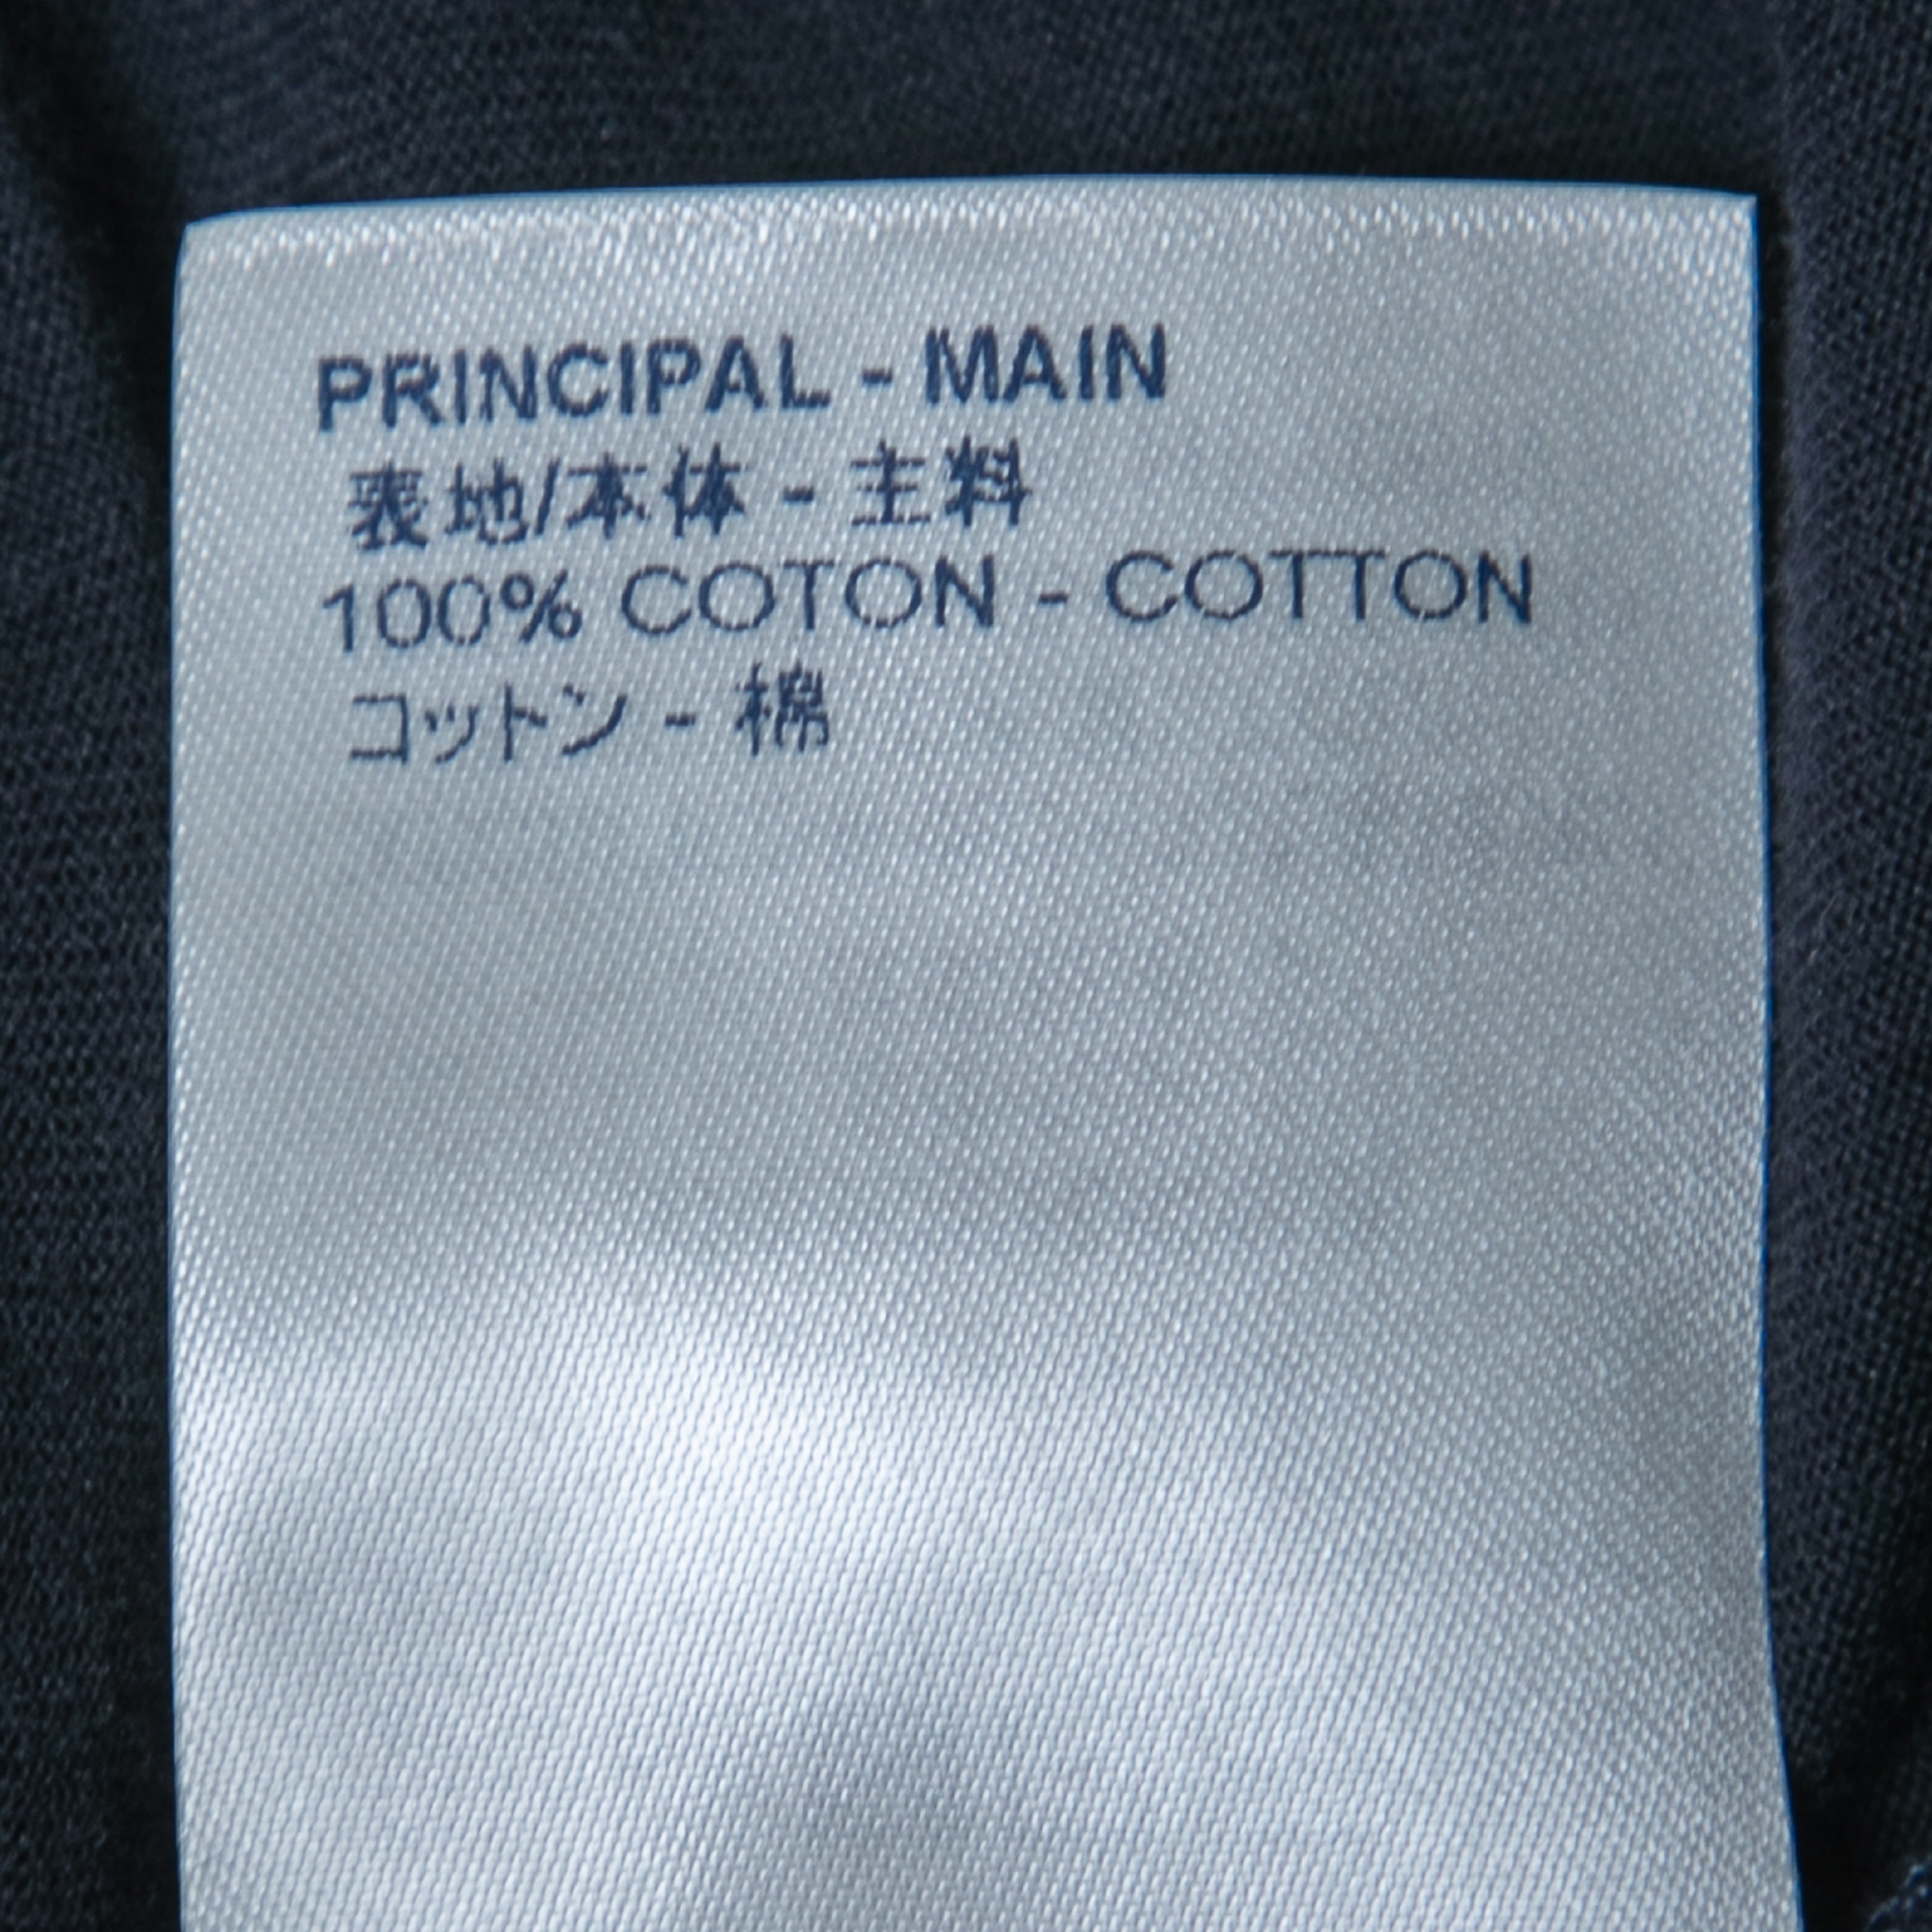 PRINCIPAL - MAIN
表地/本体 - 主料
100% COTON - COTTON
コットン - 棉